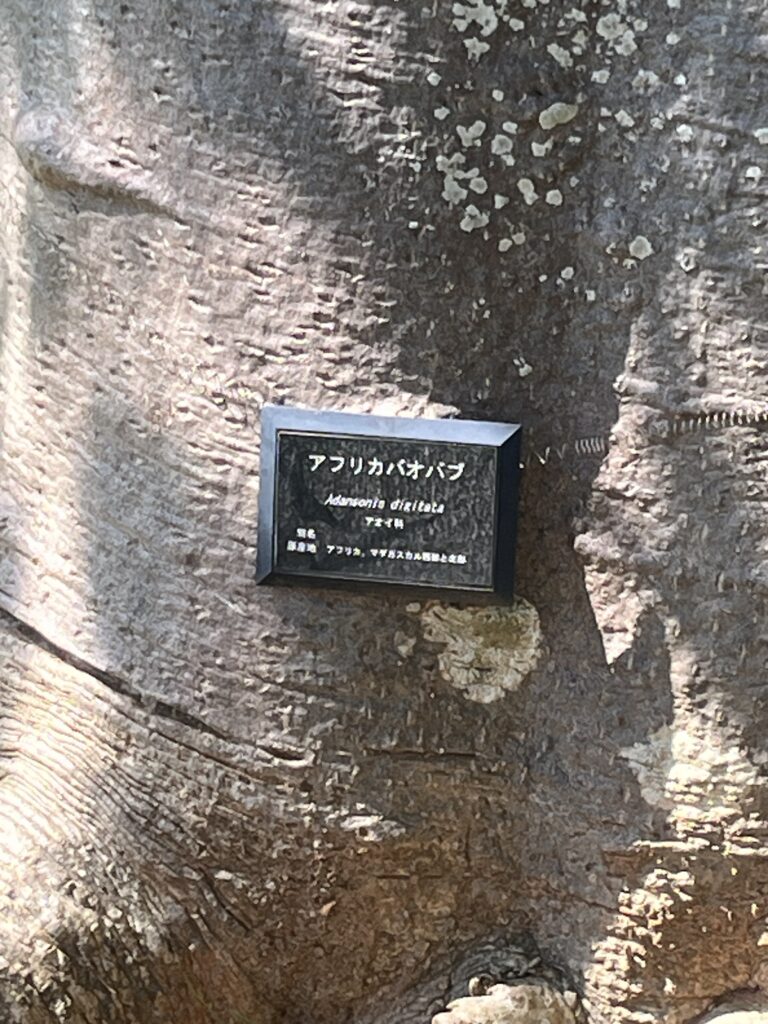 アフリカバオバブ
Adansonia digitata
アオイ科
別名
原産地 アフリカ、マダガスカル西部と北部